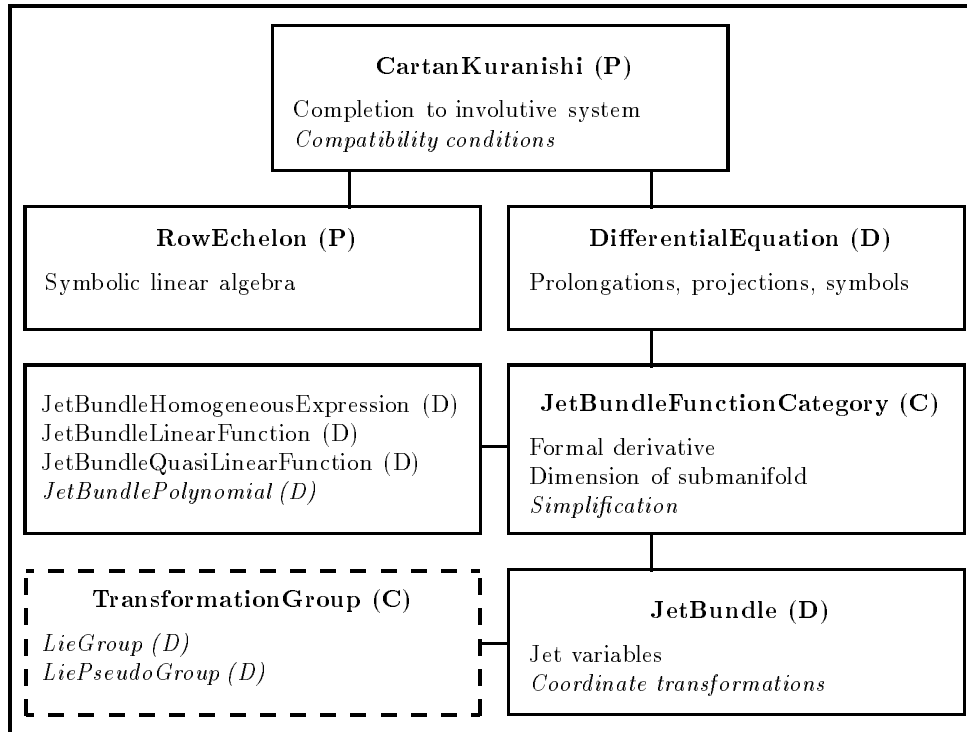 CartanKuranishi (P)
Completion to involutive system
Compatibility conditions
RowEchelon (P)
Symbolic linear algebra
DifferentialEquation (D)
Prolongations, projections, symbols
JetBundleHomogeneousExpression (D)
JetBundleLinearFunction (D)
JetBundleQuasiLinearFunction (D)
JetBundlePolynomial (D)
JetBundleFunctionCategory (C)
Formal derivative
Dimension of submanifold
Simplification
TransformationGroup (C)
LieGroup (D)
LiePseudoGroup (D)
JetBundle (D)
Jet variables
Coordinate transformations